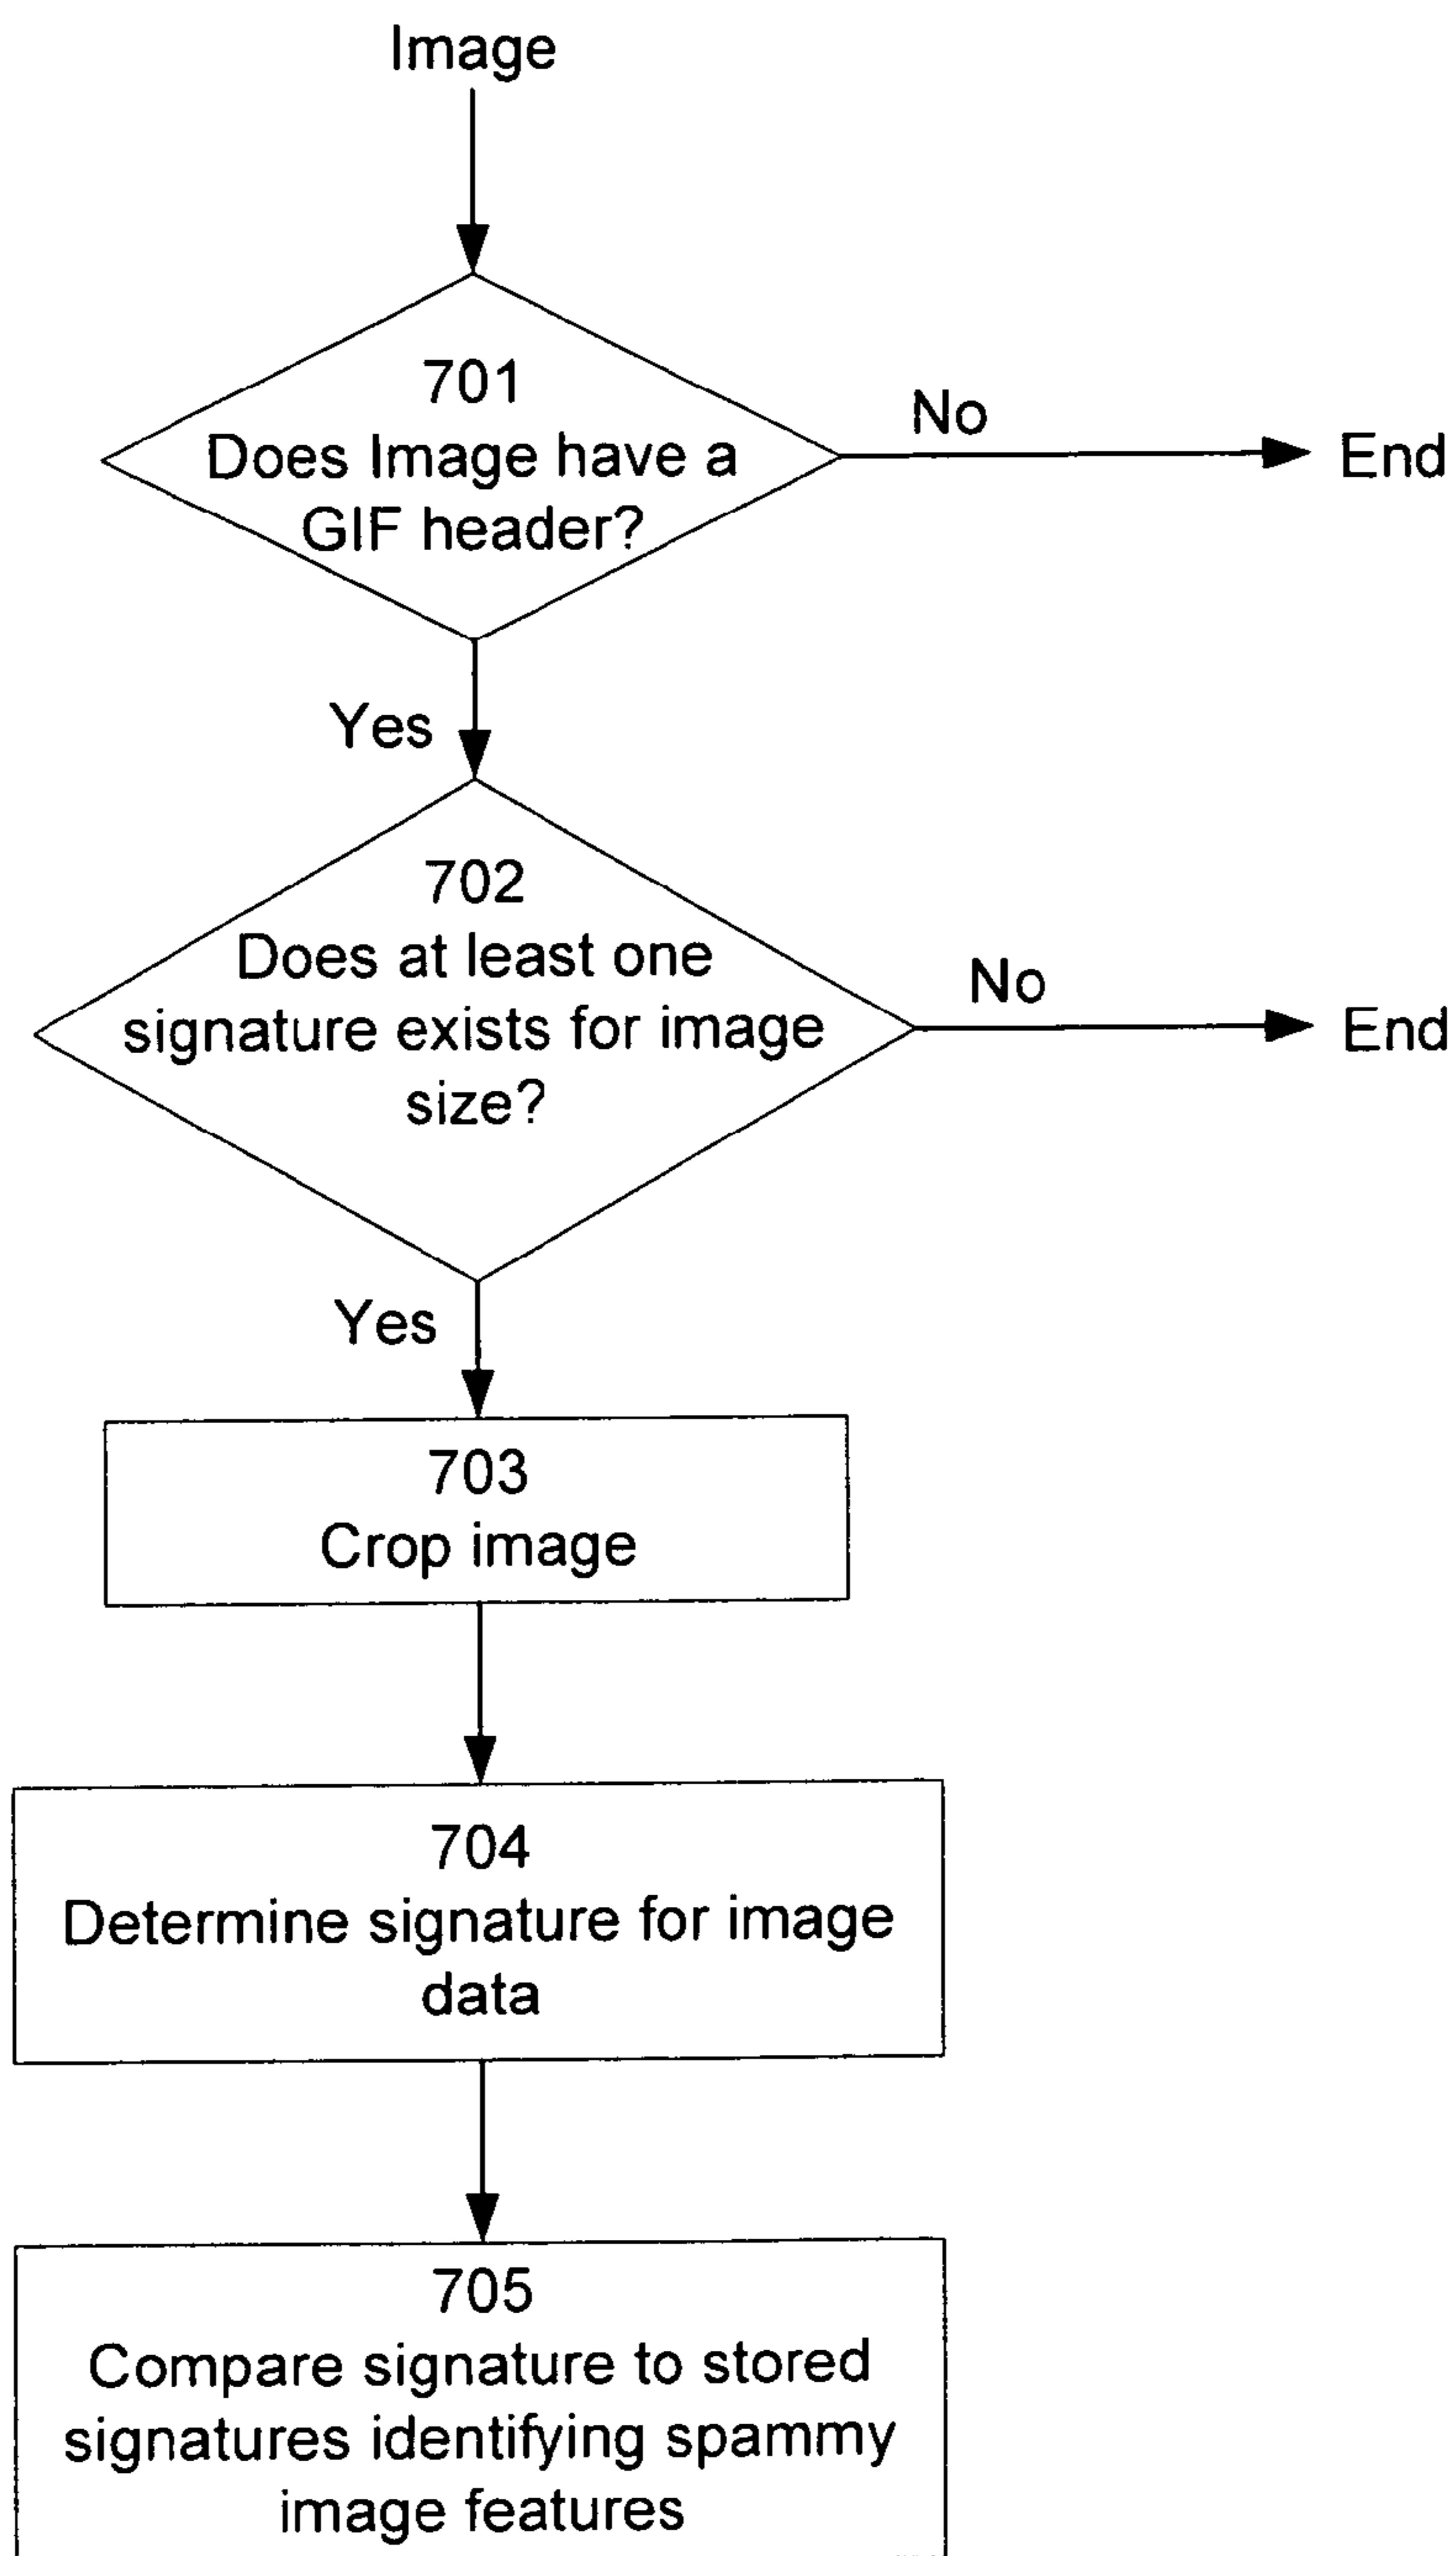 Image
701
Does Image have a
GIF header?
No
End
Yes
702
Does at least one
signature exists for image
size?
No
End
Yes
703
Crop image
704
Determine signature for image
data
705
Compare signature to stored
signatures identifying spammy
image features